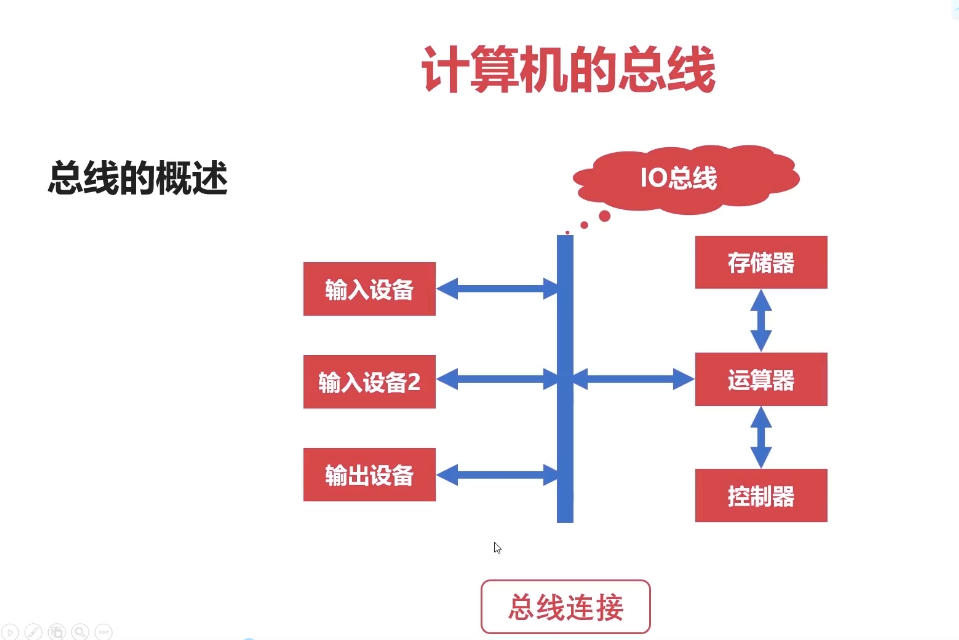 计算机的总线
总线的概述
IO总线
存储器
输入设备
运算器
输入设备2
输出设备
控制器
总线连接